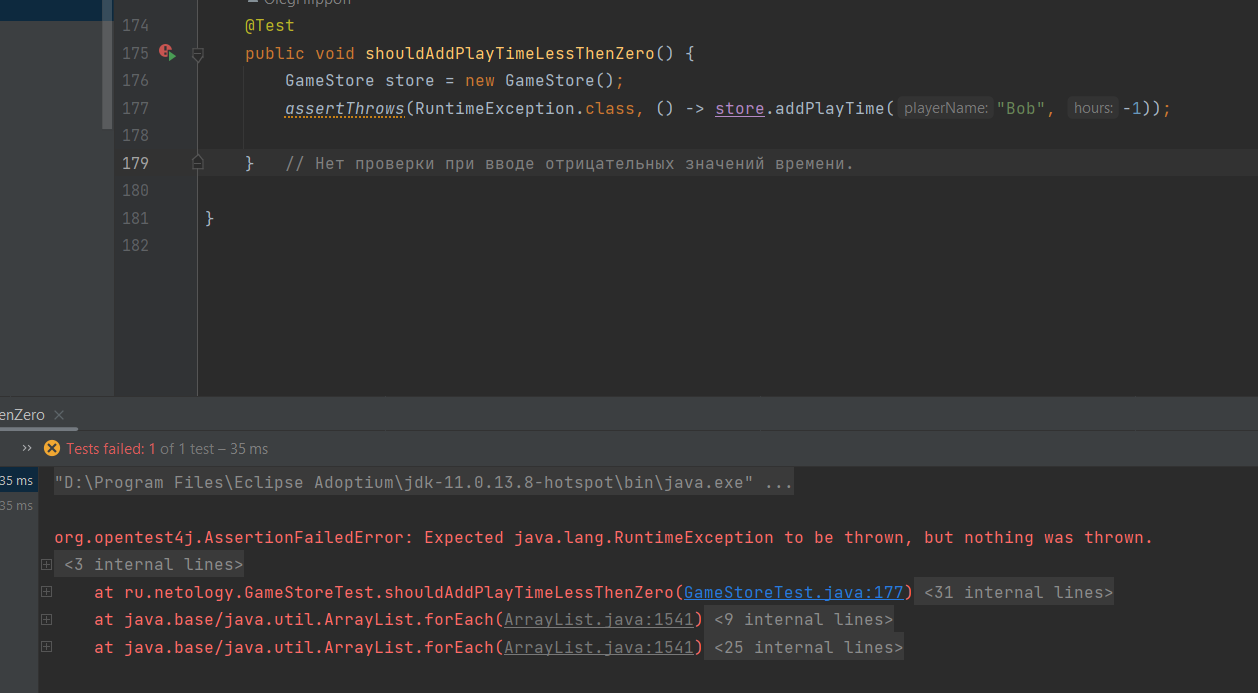 174 @Test
175 public void shouldAddPlayTimeLessThenZero() {
176 GameStore store = new GameStore();
177 assertThrows(RuntimeException.class, () -> store.addPlayTime( playerName: "Bob", hours: -1));
178
179 } // Нет проверки при вводе отрицательных значений времени.
180
181 }
182
enZero ×
» Tests failed: 1 of 1 test – 35 ms
35 ms "D:\Program Files\Eclipse Adoptium\jdk-11.0.13.8-hotspot\bin\java.exe" ...
35 ms
org.opentest4j.AssertionFailedError: Expected java.lang.RuntimeException to be thrown, but nothing was thrown.
<3 internal lines>
at ru.netology.GameStoreTest.shouldAddPlayTimeLessThenZero(GameStoreTest.java:177) <31 internal lines>
at java.base/java.util.ArrayList.forEach(ArrayList.java:1541) <9 internal lines>
at java.base/java.util.ArrayList.forEach(ArrayList.java:1541) <25 internal lines>